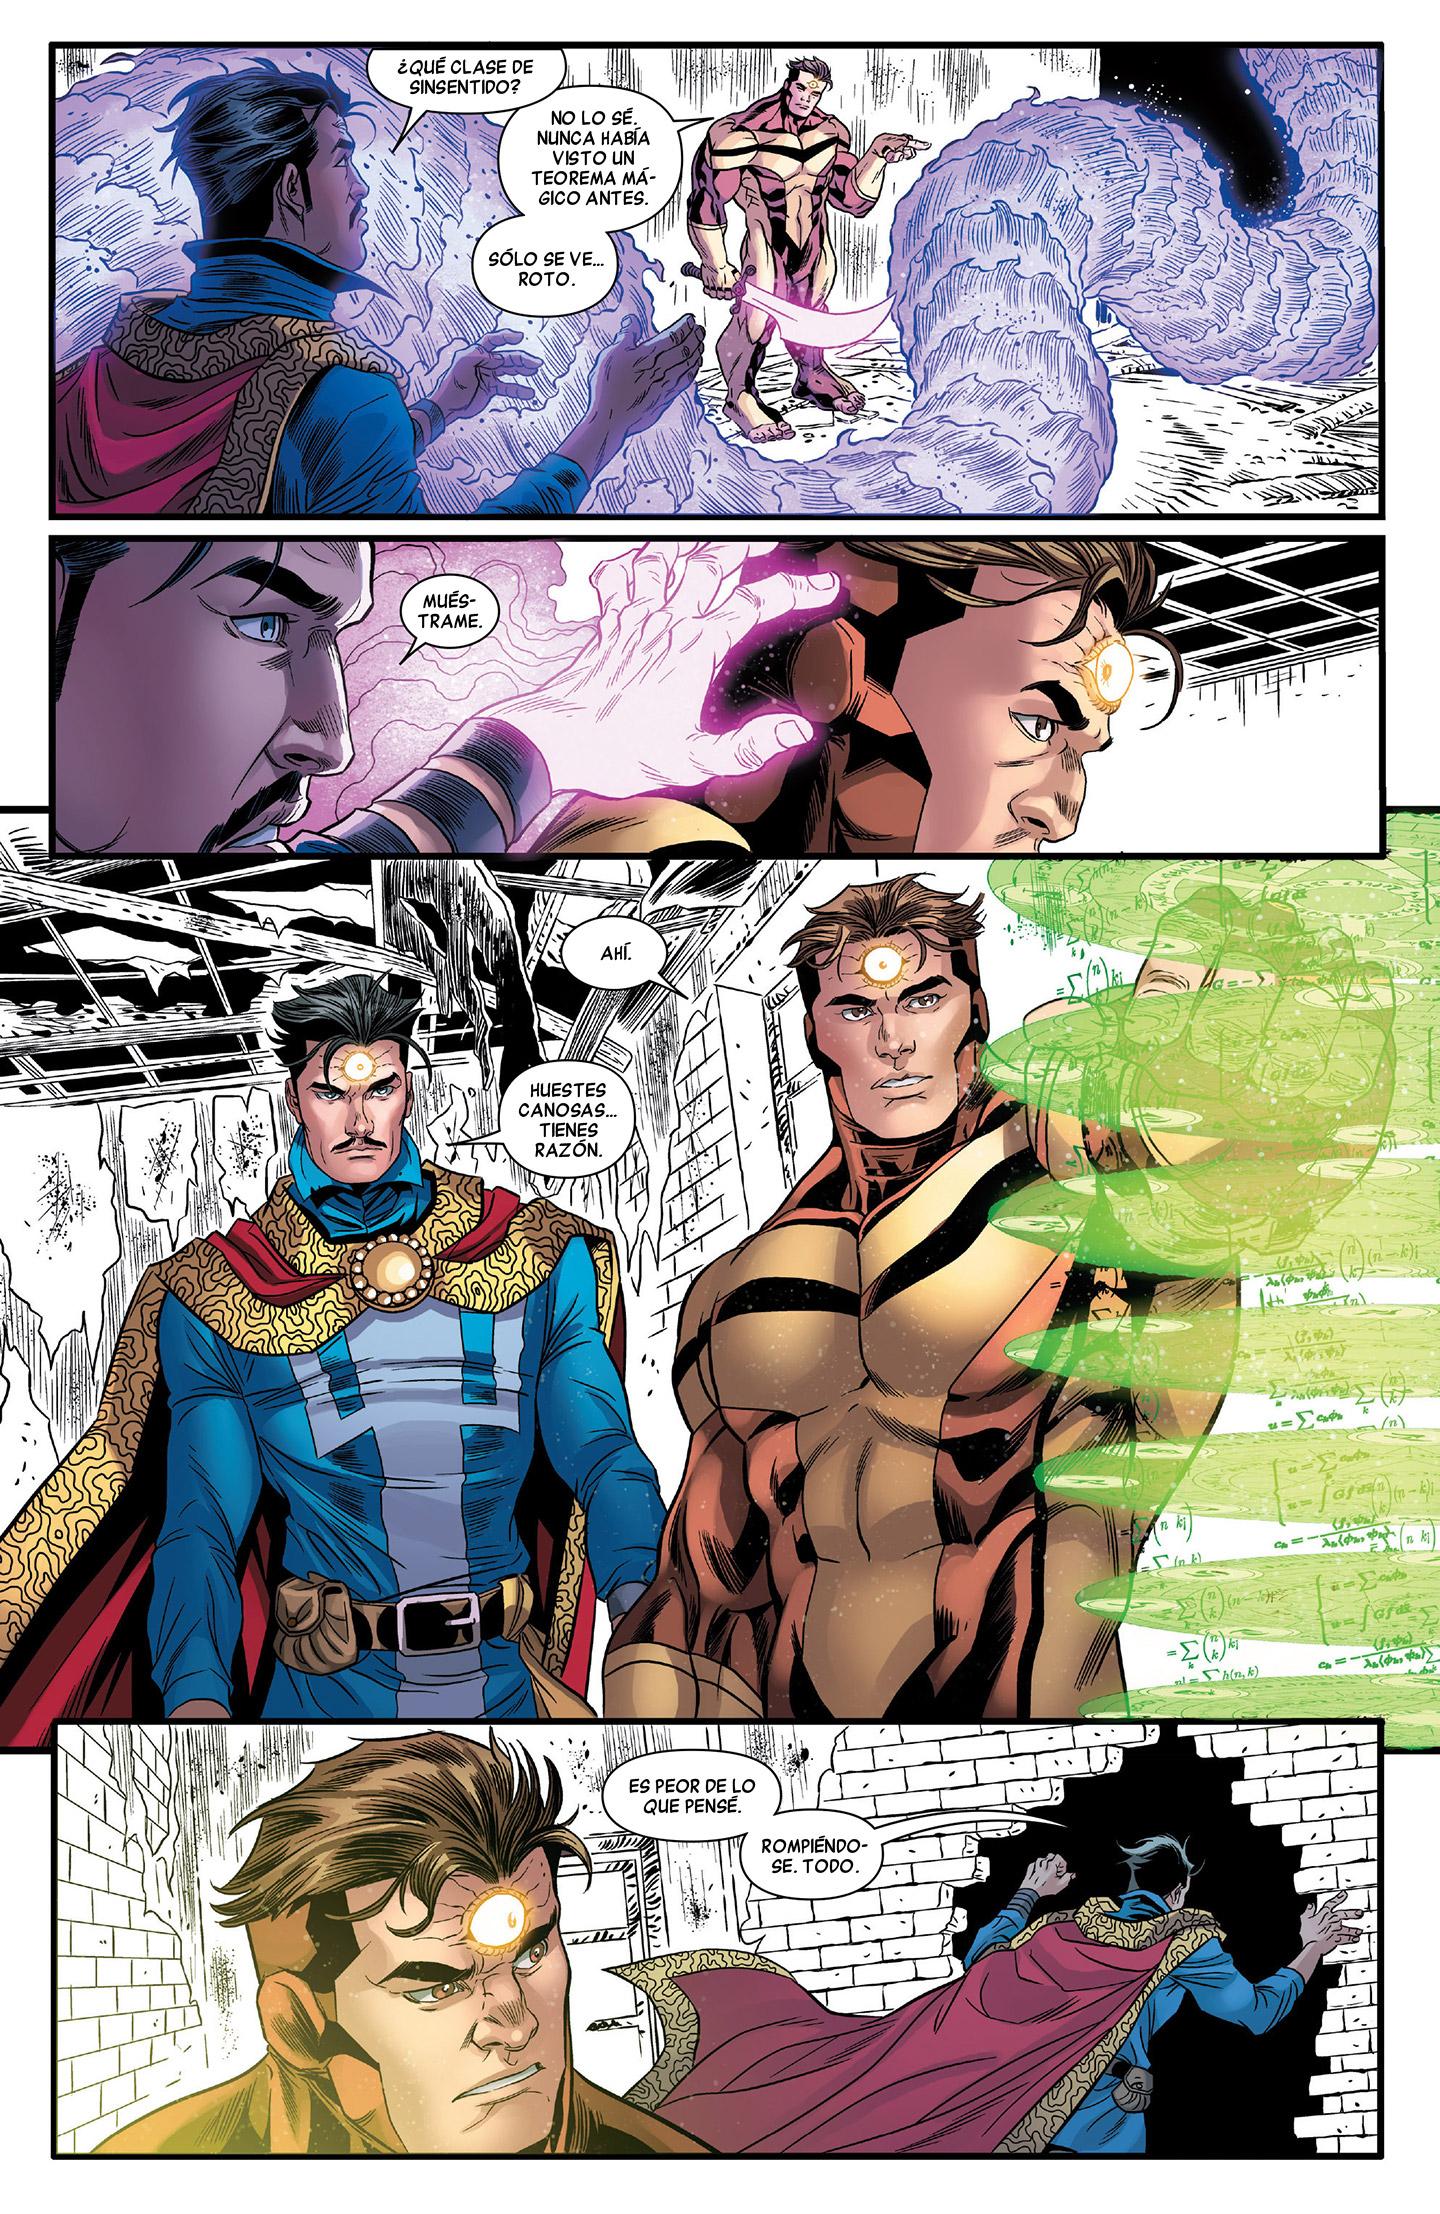 ¿QUÉ CLASE DE
SINSENTIDO?
NO LO SÉ,
NUNCA HABÍA
VISTO UN
TEOREMA MÁ-
GICO ANTES.
SÓLO SE VE...
ROTO.
MUÉS-
TRAME.
AHÍ.
HUESTES
CANOSAS...
TIENES
RAZÓN.
ES PEOR DE LO
QUE PENSÉ.
ROMPIÉNDO-
SE. TODO.